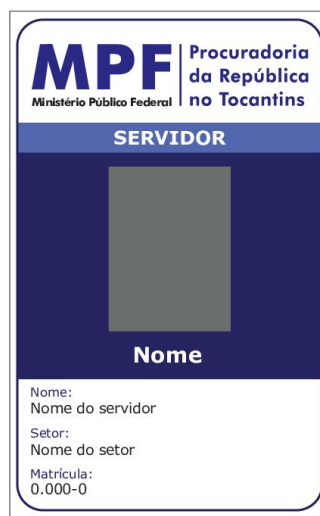 MPF
Ministério Público Federal
Procuradoria
da República
no Tocantins
SERVIDOR
Nome
Nome:
Nome do servidor
Setor:
Nome do setor
Matrícula:
0.000-0